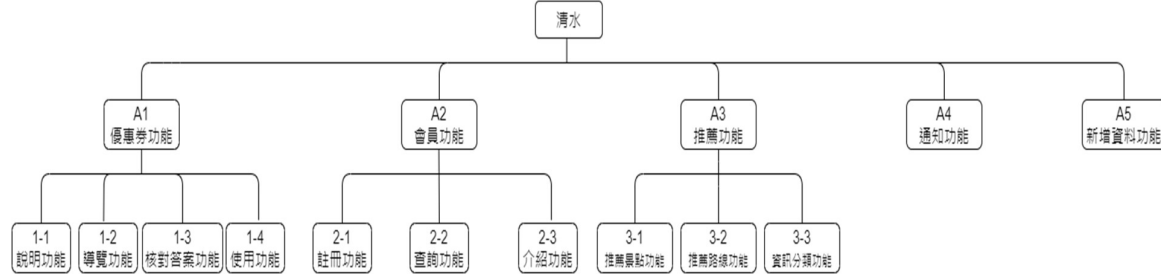 清水
A1
優惠券功能
A2
會員功能
A3
推薦功能
A4
通知功能
A5
新增資料功能
1-1
說明功能
1-2
導覽功能
1-3
核對答案功能
1-4
使用功能
2-1
註冊功能
2-2
查詢功能
2-3
介紹功能
3-1
推薦景點功能
3-2
推薦路線功能
3-3
資訊分類功能